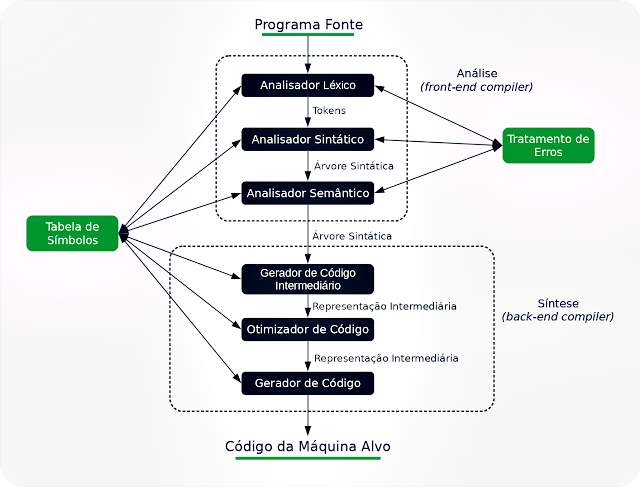 Programa Fonte
Analisador Léxico
Análise
(front-end compiler)
Tokens
Analisador Sintático
Tratamento de
Erros
Árvore Sintática
Analisador Semântico
Tabela de
Símbolos
Árvore Sintática
Gerador de Código
Intermediário
Representação Intermediária
Síntese
(back-end compiler)
Otimizador de Código
Representação Intermediária
Gerador de Código
Código da Máquina Alvo